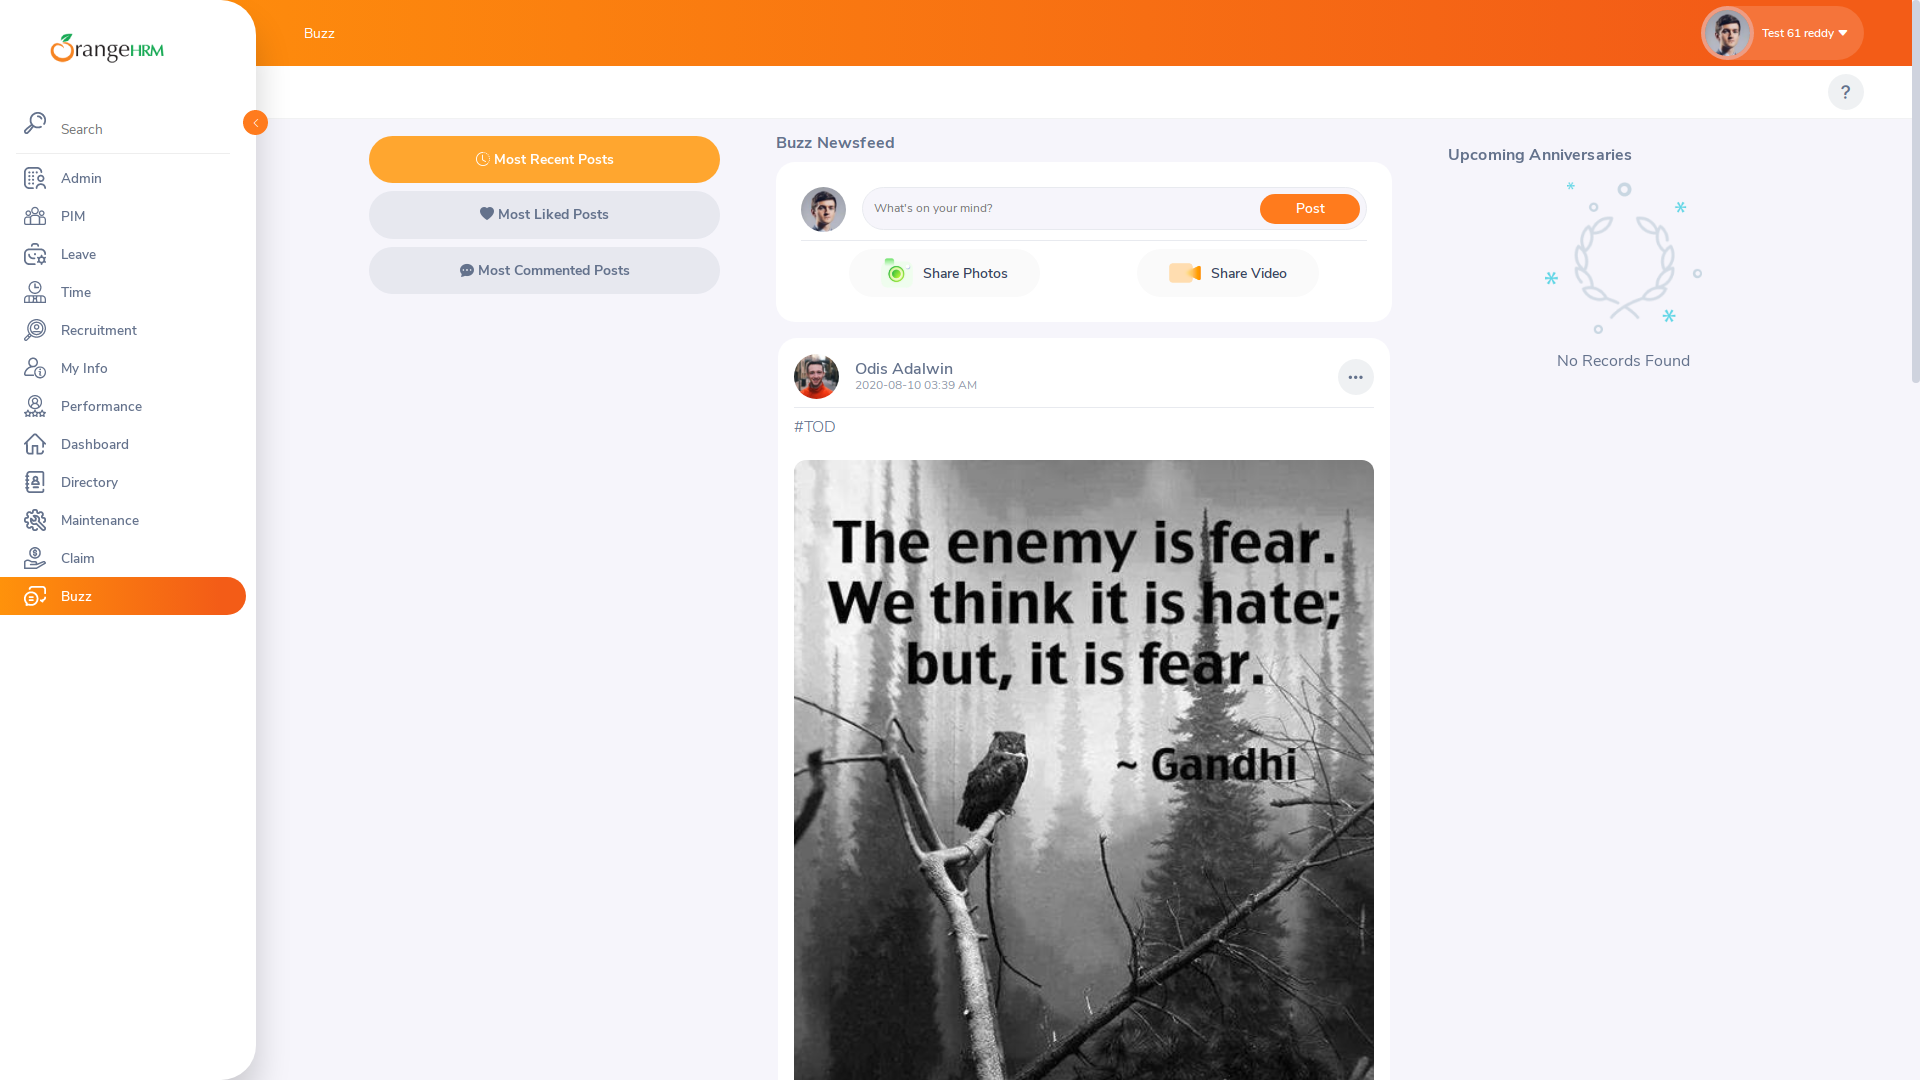 OrangeHRM
Search
Admin
PIM
Leave
Time
Recruitment
My Info
Performance
Dashboard
Directory
Maintenance
Claim
Buzz
Buzz
Test 61 reddy
?
Most Recent Posts
Most Liked Posts
Most Commented Posts
Buzz Newsfeed
What's on your mind?
Post
Share Photos
Share Video
Odis Adalwin
2020-08-10 03:39 AM
#TOD
The enemy is fear.
We think it is hate;
but, it is fear.
~ Gandhi
Upcoming Anniversaries
No Records Found